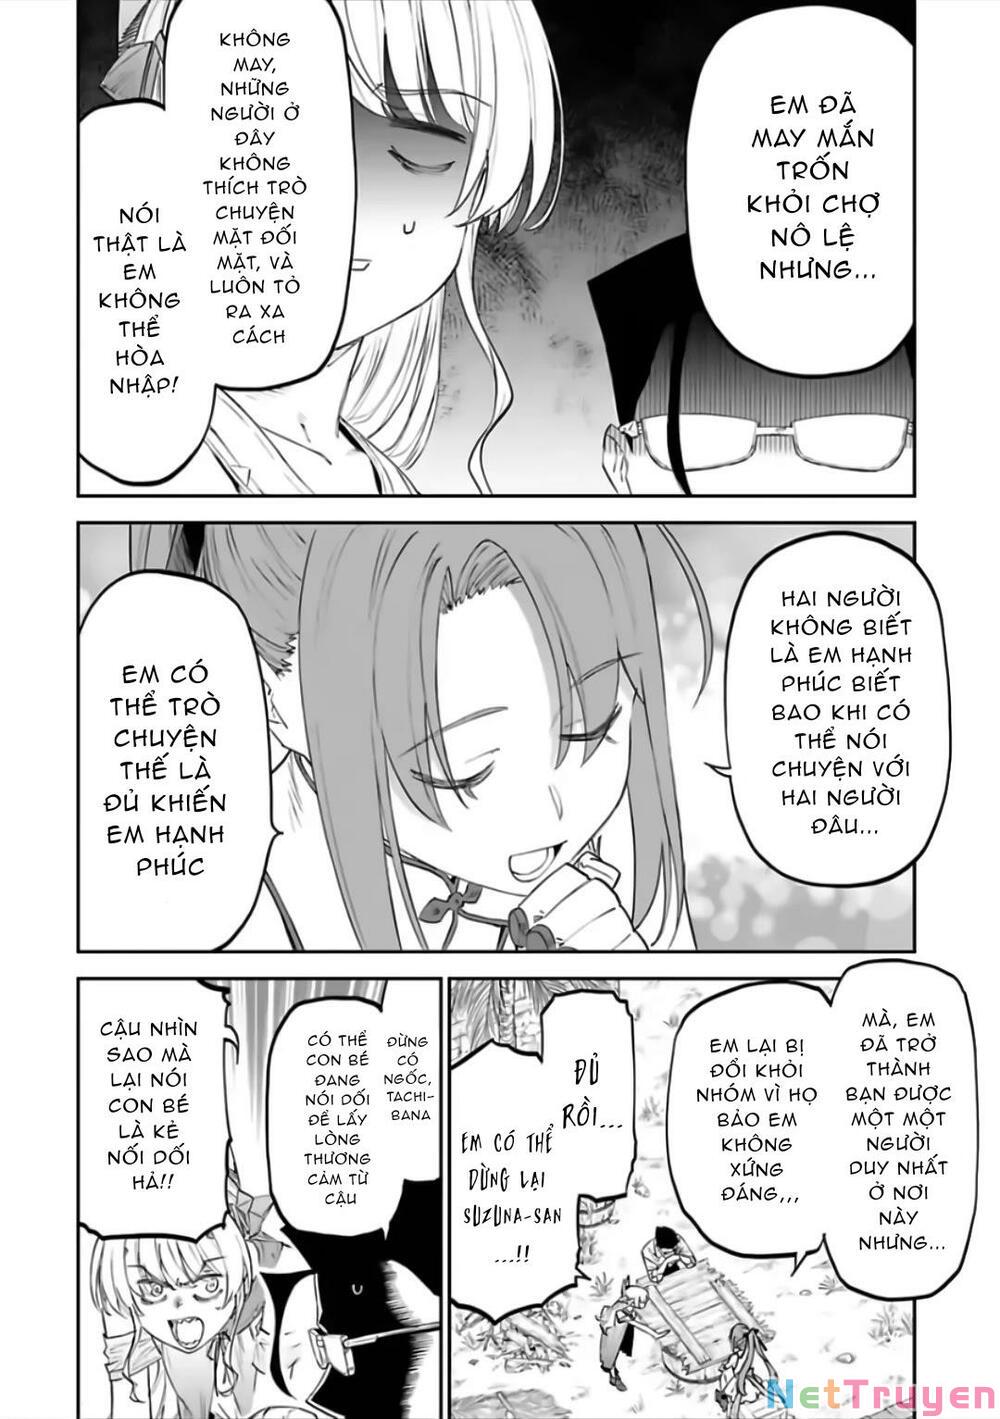 EM ĐÃ
MAY MẮN
TRỐN
KHỎI CHỢ
NÔ LỆ
NHƯNG...
KHÔNG
MAY,
NHỮNG
NGƯỜI Ở
ĐÂY
KHÔNG
THÍCH TRÒ
CHUYỆN
MẶT ĐỐI
MẶT, VÀ
LUÔN TỎ
RA XA
CÁCH
NÓI
THẬT LÀ
EM
KHÔNG
THỂ
HÒA
NHẬP!
HAI NGƯỜI
KHÔNG BIẾT
LÀ EM HẠNH
PHÚC BIẾT
BAO KHI CÓ
THỂ NÓI
CHUYỆN VỚI
HAI NGƯỜI
ĐÂU...
EM CÓ
THỂ TRÒ
CHUYỆN
THẾ LÀ
ĐỦ KHIẾN
EM HẠNH
PHÚC
MÀ, EM
ĐÃ TRỞ
THÀNH
BẠN ĐƯỢC
MỘT MỘT
NGƯỜI
DUY NHẤT
Ở NƠI
NÀY
NHƯNG...
EM LẠI BỊ
ĐỔI KHỎI
NHÓM VÌ HỌ
BẢO EM
KHÔNG
XỨNG
ĐÁNG,,,
ĐỦ
RỒI...
EM CÓ THỂ
DỪNG LẠI
SUZUNA-SAN
...!!
ĐỪNG
CÓ
NGỐC,
TACHI-
BANA
CÓ THỂ
CON BÉ
ĐANG
NÓI DỐI
ĐỂ LẤY
LÒNG
THƯƠNG
CẢM TỪ
CẬU
CẬU NHÌN
SAO MÀ
LẠI NÓI
CON BÉ
LÀ KẺ
NỐI DỐI
HẢ!!
NetTruyen